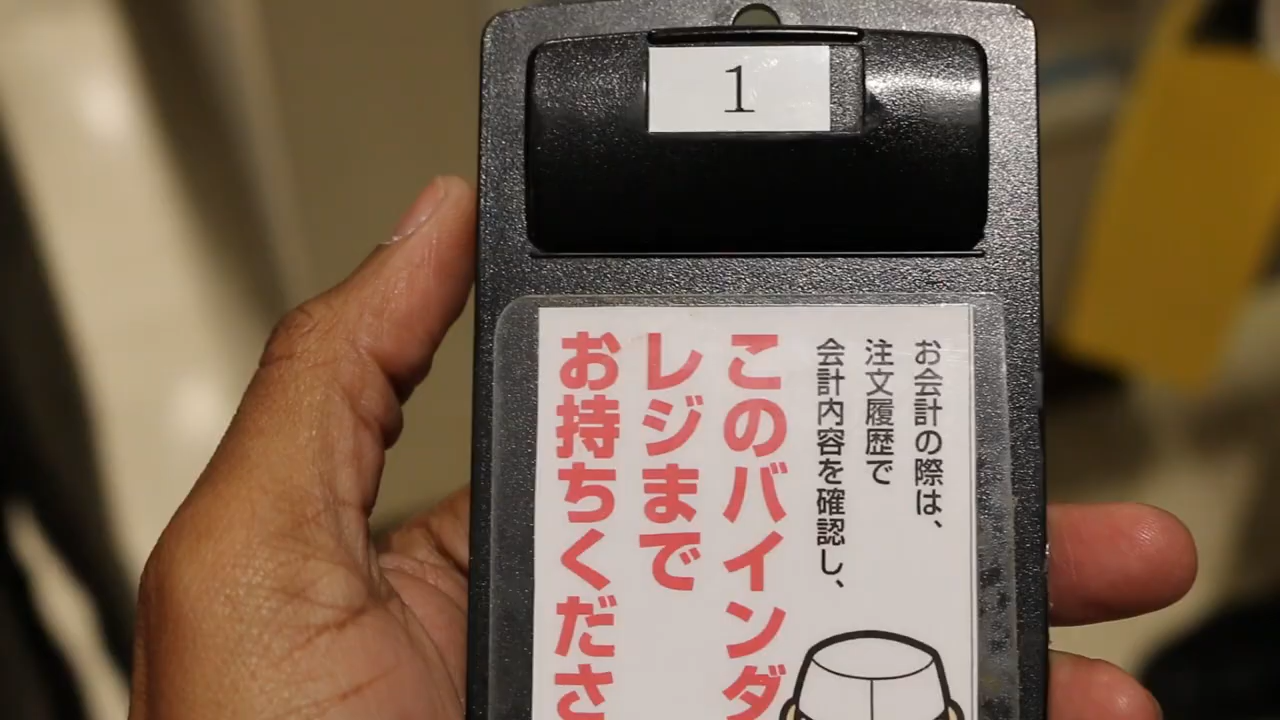 1
お会計の際は、
注文履歴で
会計内容を確認し、
このバインダ
レジまで
お持ちくださ